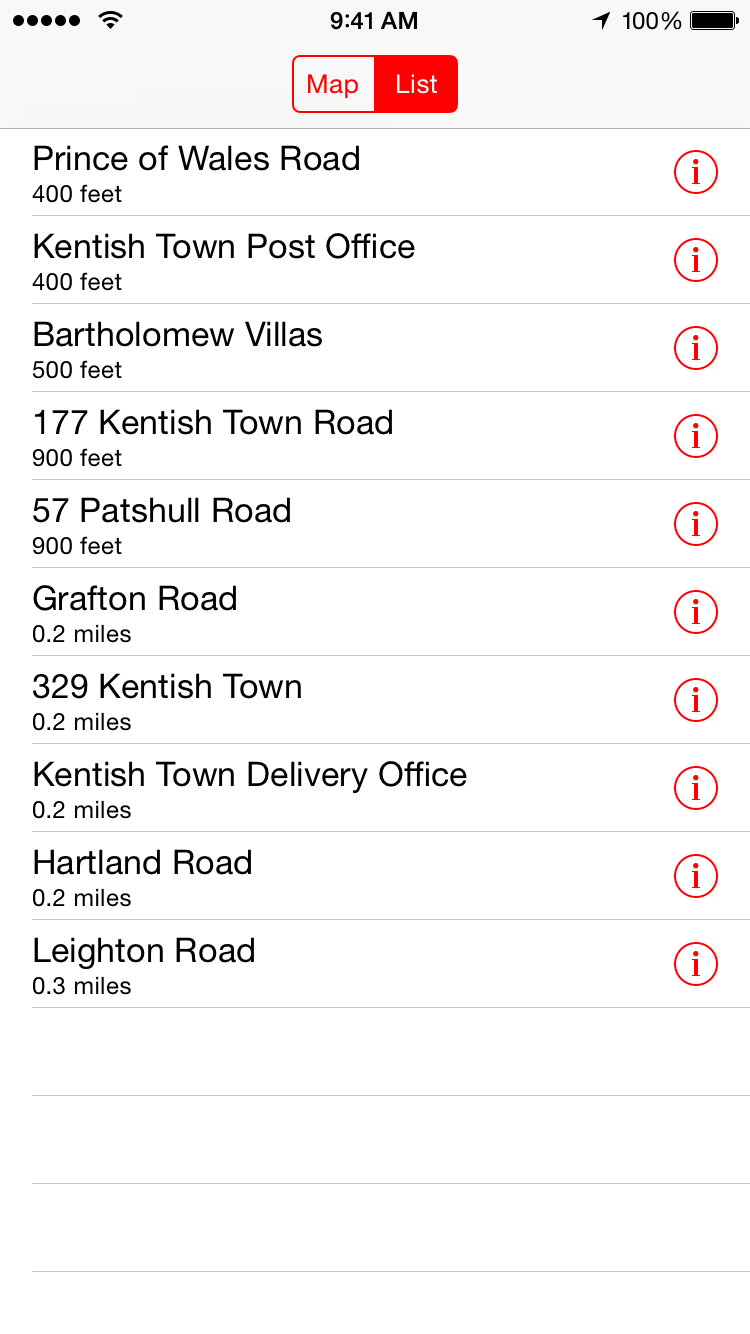 9:41 AM
100%
Map
List
Prince of Wales Road
400 feet
Kentish Town Post Office
400 feet
Bartholomew Villas
500 feet
177 Kentish Town Road
900 feet
57 Patshull Road
900 feet
Grafton Road
0.2 miles
329 Kentish Town
0.2 miles
Kentish Town Delivery Office
0.2 miles
Hartland Road
0.2 miles
Leighton Road
0.3 miles